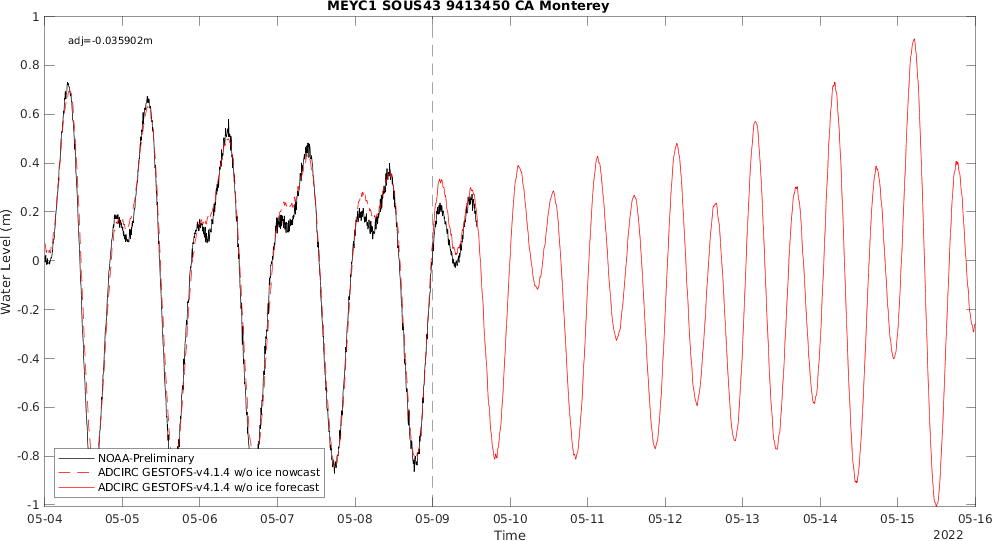 MEYC1 SOUS43 9413450 CA Monterey
adj=-0.035902m
Water Level (m)
1
0.8
0.6
0.4
0.2
0
-0.2
-0.4
-0.6
-0.8
-1
NOAA-Preliminary
ADCIRC GESTOFS-v4.1.4 w/o ice nowcast
ADCIRC GESTOFS-v4.1.4 w/o ice forecast
05-04 05-05 05-06 05-07 05-08 05-09 05-10 05-11 05-12 05-13 05-14 05-15 05-16
Time
2022